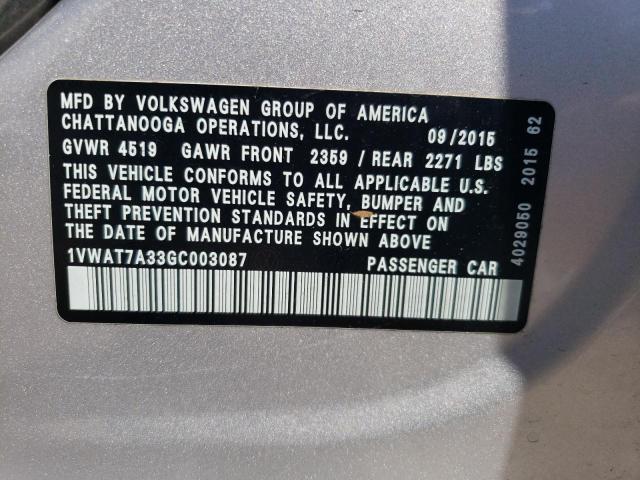 MFD BY VOLKSWAGEN GROUP OF AMERICA
CHATTANOOGA OPERATIONS, LLC. 09/2015
GVWR 4519 GAWR FRONT 2359 / REAR 2271 LBS
THIS VEHICLE CONFORMS TO ALL APPLICABLE U.S.
FEDERAL MOTOR VEHICLE SAFETY, BUMPER AND
THEFT PREVENTION STANDARDS IN EFFECT ON
THE DATE OF MANUFACTURE SHOWN ABOVE
1VWAT7A33GC003087 PASSENGER CAR
4029050 2015 62